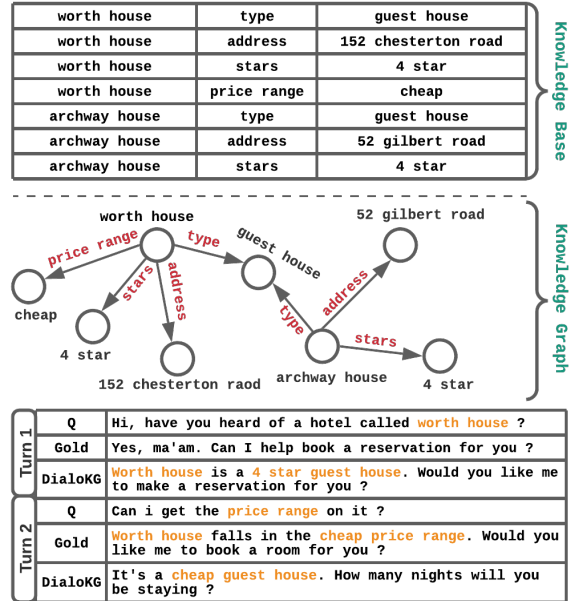 worth house type guest house
worth house address 152 chesterton road
worth house stars 4 star
worth house price range cheap
archway house type guest house
archway house address 52 gilbert road
archway house stars 4 star
Knowledge Base
worth house
52 gilbert road
price range
type
guest house
stars
address
cheap
4 star
152 chesterton raod
type
address
stars
archway house
4 star
Knowledge Graph
Turn 1
Q Hi, have you heard of a hotel called worth house ?
Gold Yes, ma'am. Can I help book a reservation for you ?
DialoKG Worth house is a 4 star guest house. Would you like me
to make a reservation for you ?
Turn 2
Q Can i get the price range on it ?
Gold Worth house falls in the cheap price range. Would you
like me to book a room for you ?
DialoKG It's a cheap guest house. How many nights will you
be staying ?